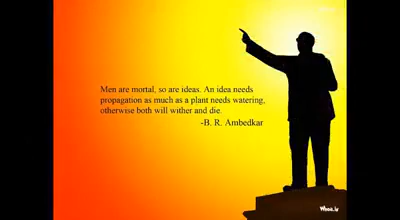 Men are mortal, so are ideas. An idea needs
propagation as much as a plant needs watering,
otherwise both will wither and die.
-B. R. Ambedkar